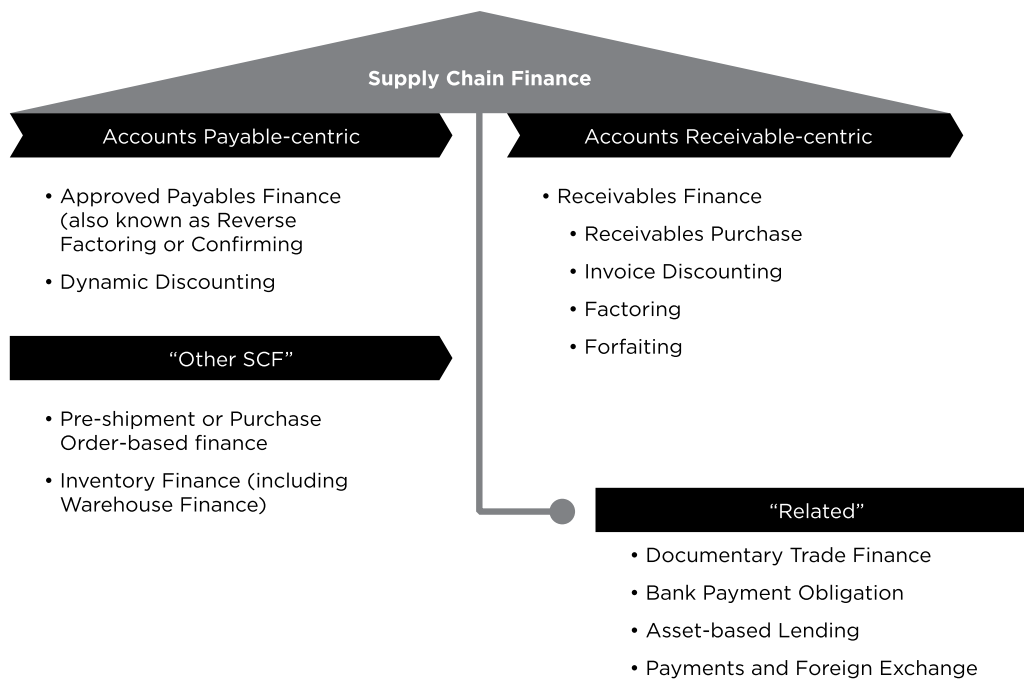 Supply Chain Finance
Accounts Payable-centric
• Approved Payables Finance
(also known as Reverse
Factoring or Confirming
• Dynamic Discounting
“Other SCF”
• Pre-shipment or Purchase
Order-based finance
• Inventory Finance (including
Warehouse Finance)
Accounts Receivable-centric
• Receivables Finance
• Receivables Purchase
• Invoice Discounting
• Factoring
• Forfaiting
“Related”
• Documentary Trade Finance
• Bank Payment Obligation
• Asset-based Lending
• Payments and Foreign Exchange